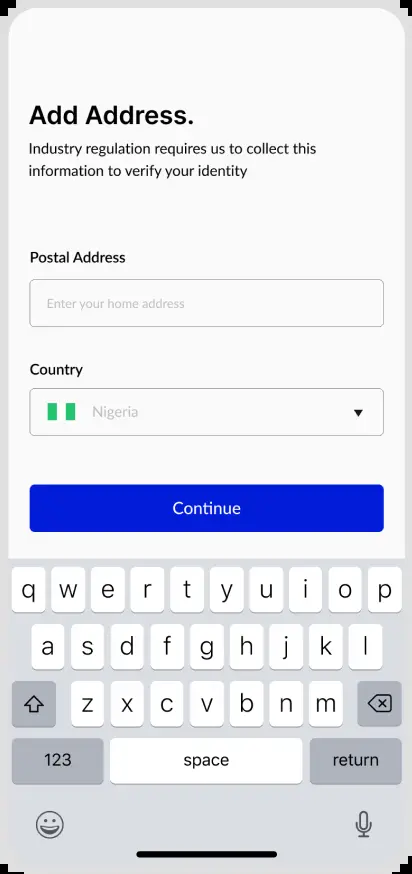 Add Address.
Industry regulation requires us to collect this
information to verify your identity
Postal Address
Enter your home address
Country
Nigeria
Continue
q w e r t y u i o p
a s d f g h j k l
z x c v b n m
123 space return